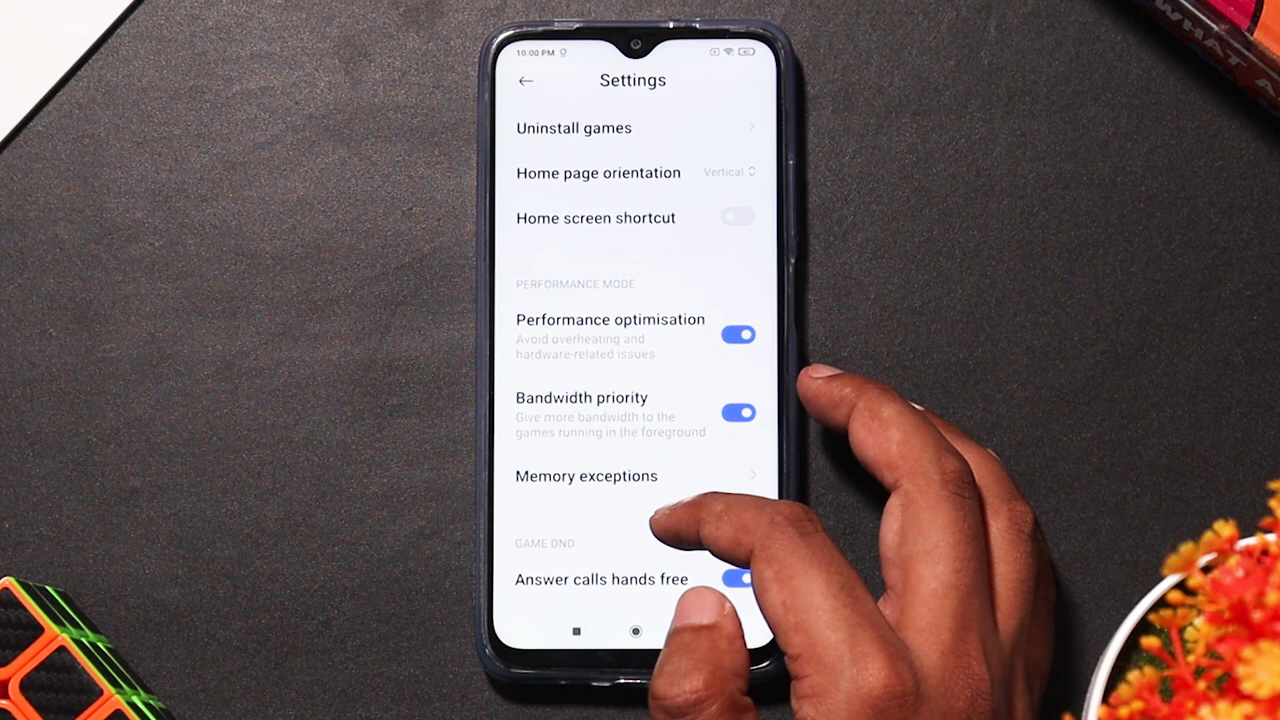 10:00 PM
Settings
Uninstall games
Home page orientation Vertical
Home screen shortcut
PERFORMANCE MODE
Performance optimisation
Avoid overheating and
hardware-related issues
Bandwidth priority
Give more bandwidth to the
games running in the foreground
Memory exceptions
GAME DND
Answer calls hands free
WHAT A